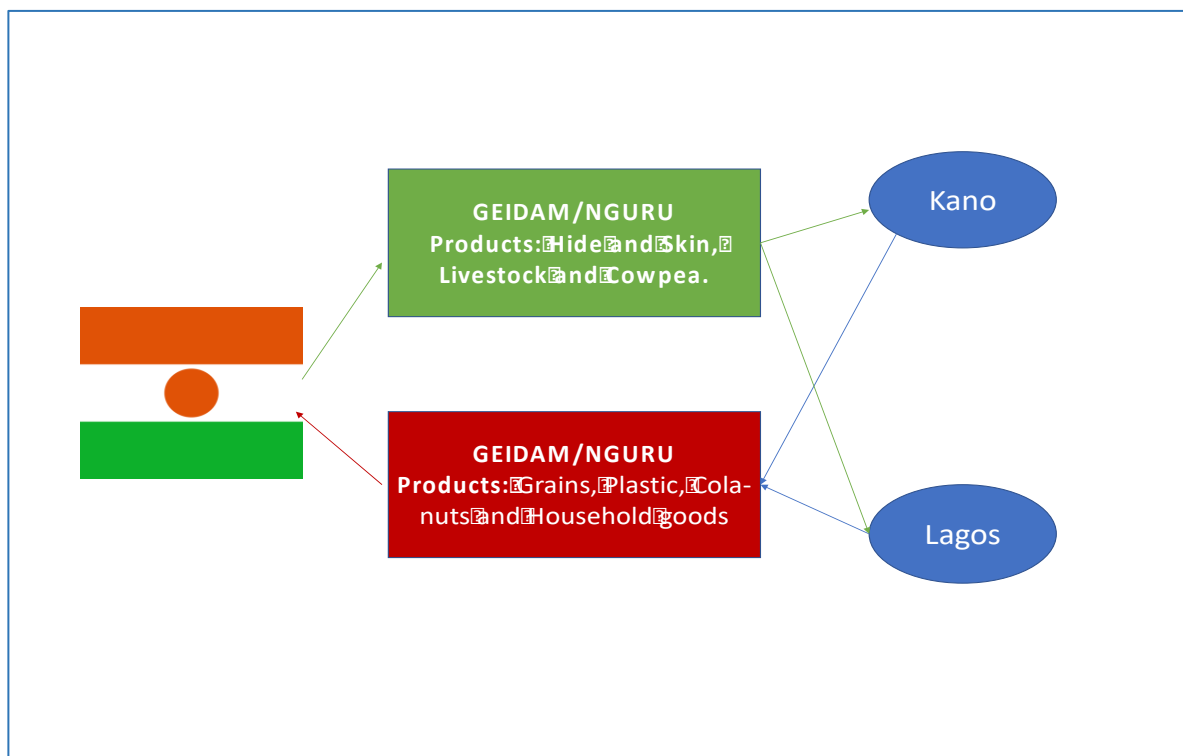 GEIDAM/NGURU
Products:⍰Hide⍰and⍰Skin,⍰
Livestock⍰and⍰Cowpea.
Kano
GEIDAM/NGURU
Products:⍰Grains,⍰Plastic,⍰Cola-
nuts⍰and⍰Household⍰goods
Lagos